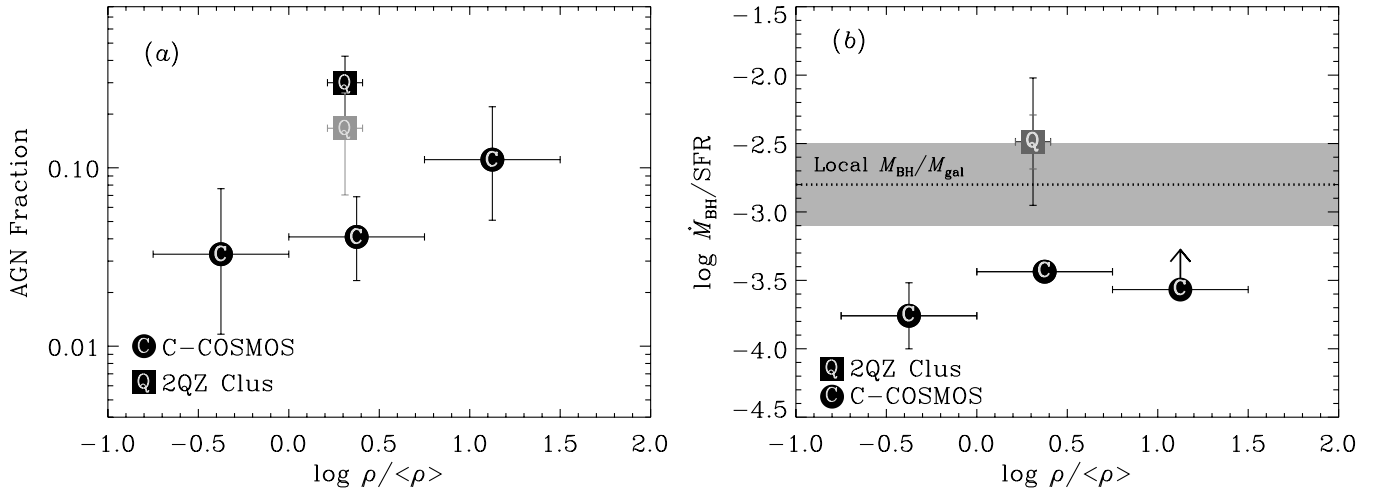 (a)
AGN Fraction
0.10
0.01
Q
Q
C
C
C
C C-COSMOS
Q 2QZ Clus
−1.0 −0.5 0.0 0.5 1.0 1.5 2.0
log ρ/<ρ>
(b)
log Ṁ_BH/SFR
−1.5
−2.0
−2.5
−3.0
−3.5
−4.0
−4.5
Q
Local M_BH/M_gal
C
C
C
Q 2QZ Clus
C C-COSMOS
−1.0 −0.5 0.0 0.5 1.0 1.5 2.0
log ρ/<ρ>